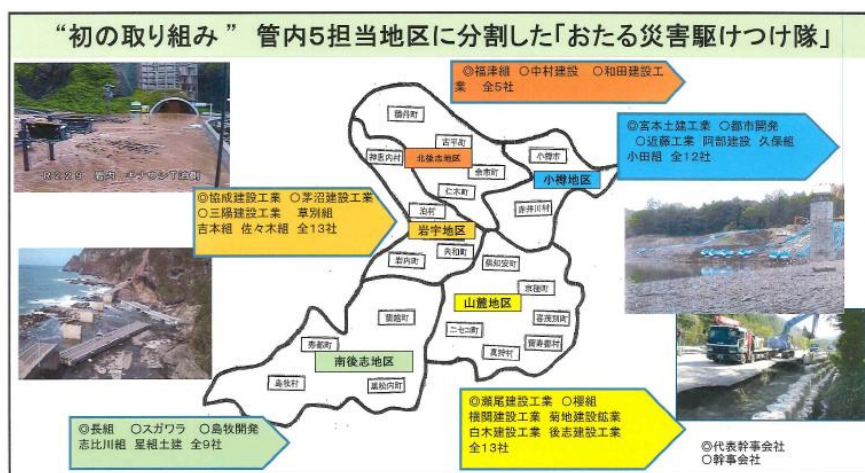 “初の取り組み ” 管内5担当地区に分割した「おたる災害駆けつけ隊」
◎福津組 ○中村建設 ○和田建設工
業 全5社
◎宮本土建工業 ○都市開発
○近藤工業 阿部建設 久保組
小田組 全12社
◎協成建設工業 ○茅沼建設工業
○三陽建設工業 草別組
吉本組 佐々木組 全13社
R229 岩内
積丹町
古平町
神恵内村
北後志地区
余市町
小樽市
小樽地区
仁木町
赤井川村
泊村
岩宇地区
共和町
岩内町
倶知安町
京極町
山麓地区
蘭越町
喜茂別町
ニセコ町
留寿都村
真狩村
寿都町
南後志地区
島牧村
黒松内町
◎長組 ○スガワラ ○島牧開発
志比川組 星組土建 全9社
◎瀬尾建設工業 ○櫻組
横関建設工業 菊地建設鉱業
白木建設工業 後志建設工業
全13社
◎代表幹事会社
○幹事会社